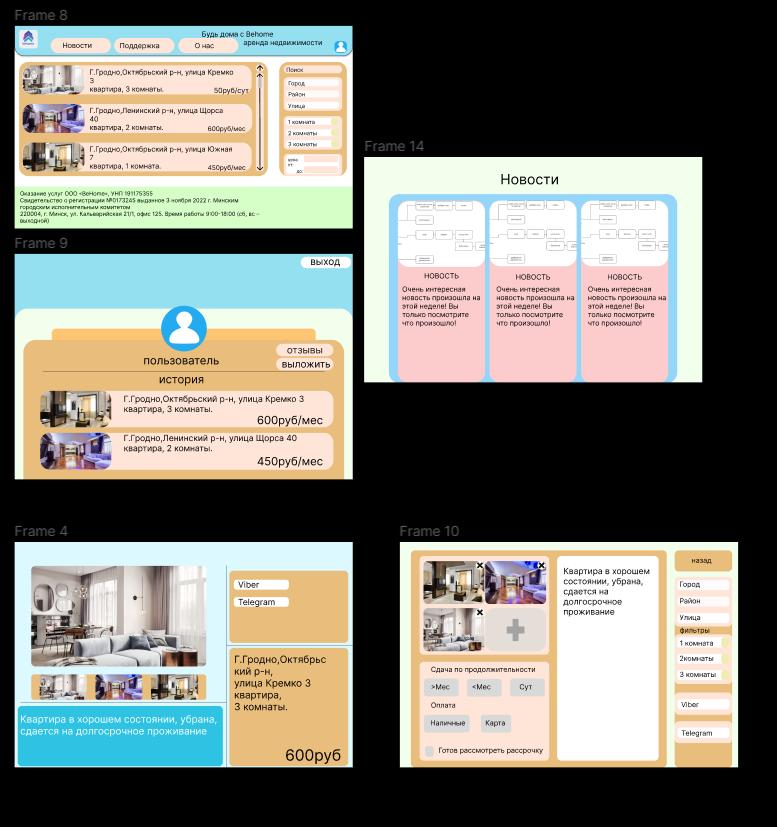 Frame 8
Будь дома с Behome
аренда недвижимости
Новости
Поддержка
О нас
Г.Гродно,Октябрьский р-н, улица Кремко
3
квартира, 3 комнаты.
50руб/сут
Г.Гродно,Ленинский р-н, улица Щорса
40
квартира, 2 комнаты.
600руб/мес
Г.Гродно,Октябрьский р-н, улица Южная
7
квартира, 1 комната.
450руб/мес
Поиск
Город
Район
Улица
1 комната
2 комнаты
3 комнаты
цена
от:
до:
Оказание услуг ООО «BeHome», УНП 191175355
Свидетельство о регистрации №0173245 выданное 3 ноября 2022 г. Минским
городским исполнительным комитетом
220004, г. Минск, ул. Кальварийская 21/1, офис 125. Время работы 9:00-18:00 (сб, вс –
выходной)
Frame 9
выход
пользователь
отзывы
выложить
история
Г.Гродно,Октябрьский р-н, улица Кремко 3
квартира, 3 комнаты.
600руб/мес
Г.Гродно,Ленинский р-н, улица Щорса 40
квартира, 2 комнаты.
450руб/мес
Frame 14
Новости
НОВОСТЬ
Очень интересная
новость произошла на
этой неделе! Вы
только посмотрите
что произошло!
НОВОСТЬ
Очень интересная
новость произошла на
этой неделе! Вы
только посмотрите
что произошло!
НОВОСТЬ
Очень интересная
новость произошла на
этой неделе! Вы
только посмотрите
что произошло!
Frame 4
Viber
Telegram
Г.Гродно,Октябрьс
кий р-н,
улица Кремко 3
квартира,
3 комнаты.
600руб
Квартира в хорошем состоянии, убрана,
сдается на долгосрочное проживание
Frame 10
Квартира в хорошем
состоянии, убрана,
сдается на
долгосрочное
проживание
Сдача по продолжительности
>Мес
<Мес
Сут
Оплата
Наличные
Карта
Готов рассмотреть рассрочку
назад
Город
Район
Улица
фильтры
1 комната
2комнаты
3 комнаты
Viber
Telegram